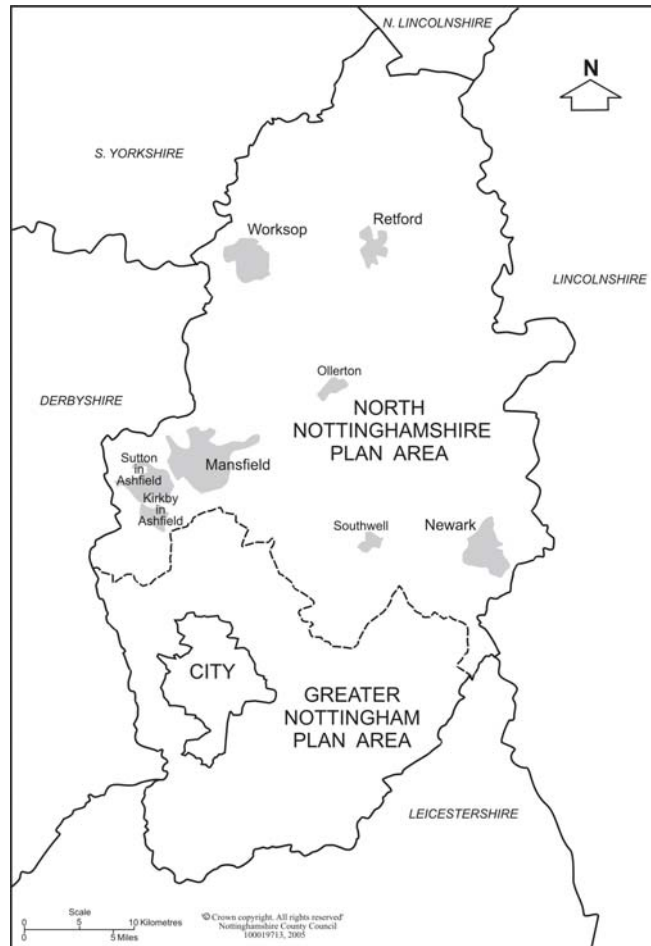 N. LINCOLNSHIRE
N
S. YORKSHIRE
Worksop
Retford
LINCOLNSHIRE
Ollerton
DERBYSHIRE
NORTH
NOTTINGHAMSHIRE
PLAN AREA
Sutton
in
Ashfield
Mansfield
Kirkby
in
Ashfield
Southwell
Newark
CITY
GREATER
NOTTINGHAM
PLAN AREA
LEICESTERSHIRE
Scale
0 5 10 Kilometres
0 5 Miles
© Crown copyright. All rights reserved
Nottinghamshire County Council
100019713, 2005